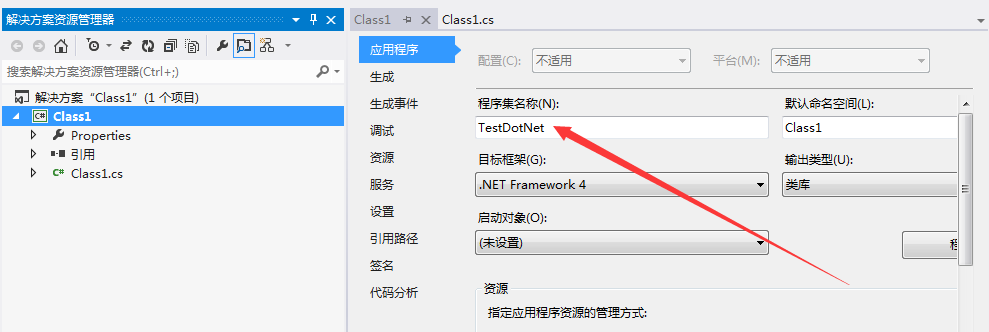 解决方案资源管理器
搜索解决方案资源管理器(Ctrl+;)
解决方案“Class1”(1 个项目)
C# Class1
Properties
引用
C# Class1.cs
Class1
Class1.cs
应用程序
生成
生成事件
调试
资源
服务
设置
引用路径
签名
代码分析
配置(C):
不适用
平台(M):
不适用
程序集名称(N):
默认命名空间(L):
TestDotNet
Class1
目标框架(G):
输出类型(U):
.NET Framework 4
类库
启动对象(O):
(未设置)
资源
指定应用程序资源的管理方式: